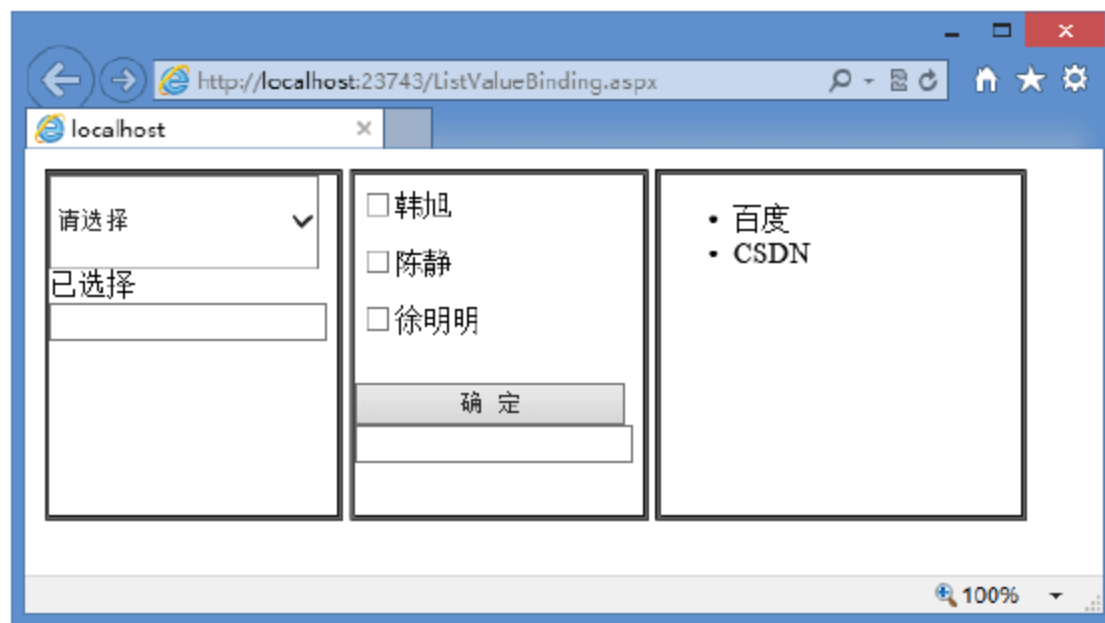 http://localhost:23743/ListValueBinding.aspx
localhost
请选择
已选择
韩旭
陈静
徐明明
确 定
• 百度
• CSDN
100%